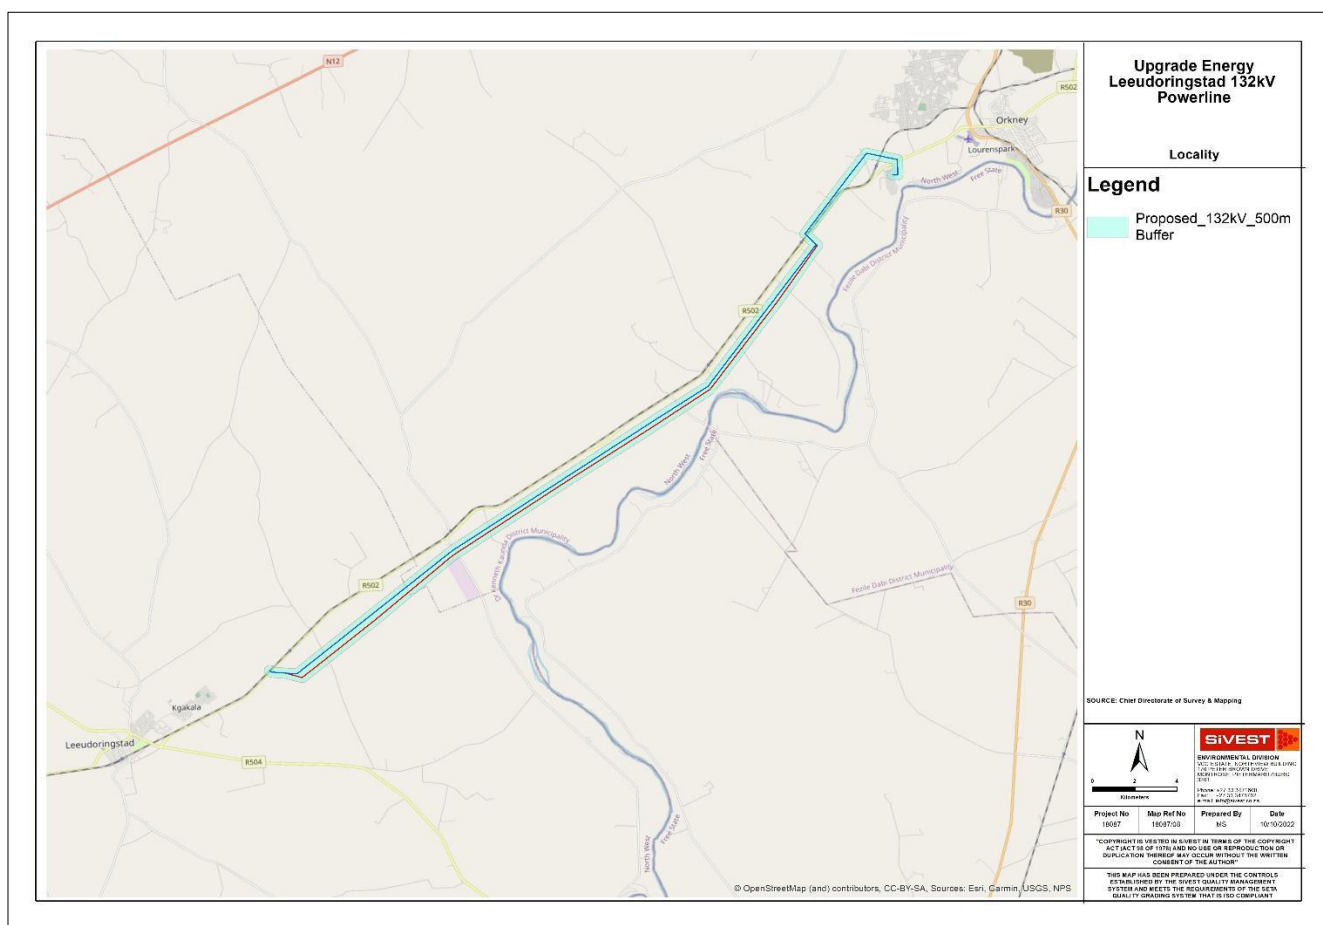 Upgrade Energy
Leeudoringstad 132kV
Powerline
Locality
Legend
Proposed_132kV_500m
Buffer
N12
R502
Orkney
Lourenspark
North West
Free State
R30
Fezile Dabi District Municipality
R502
North West
Free State
Dr Kenneth Kaunda District Municipality
Fezile Dabi District Municipality
R502
R30
Kgakala
Leeudoringstad
R504
North West
Free State
© OpenStreetMap (and) contributors, CC-BY-SA, Sources: Esri, Garmin, USGS, NPS
SOURCE: Chief Directorate of Survey & Mapping
N
0 2 4
Kilometers
SiVEST
ENVIRONMENTAL DIVISION
Project No
18087
Map Ref No
18087/03
Prepared By
MS
Date
10/10/2022
"COPYRIGHT IS VESTED IN SiVEST IN TERMS OF THE COPYRIGHT
ACT (ACT 98 OF 1978) AND NO USE OR REPRODUCTION OR
DUPLICATION THEREOF MAY OCCUR WITHOUT THE WRITTEN
CONSENT OF THE AUTHOR"
THIS MAP HAS BEEN PREPARED UNDER THE CONTROLS
ESTABLISHED BY THE SIVEST QUALITY MANAGEMENT
SYSTEM AND MEETS THE REQUIREMENTS OF THE SETA
QUALITY GRADING SYSTEM THAT IS ISO COMPLIANT